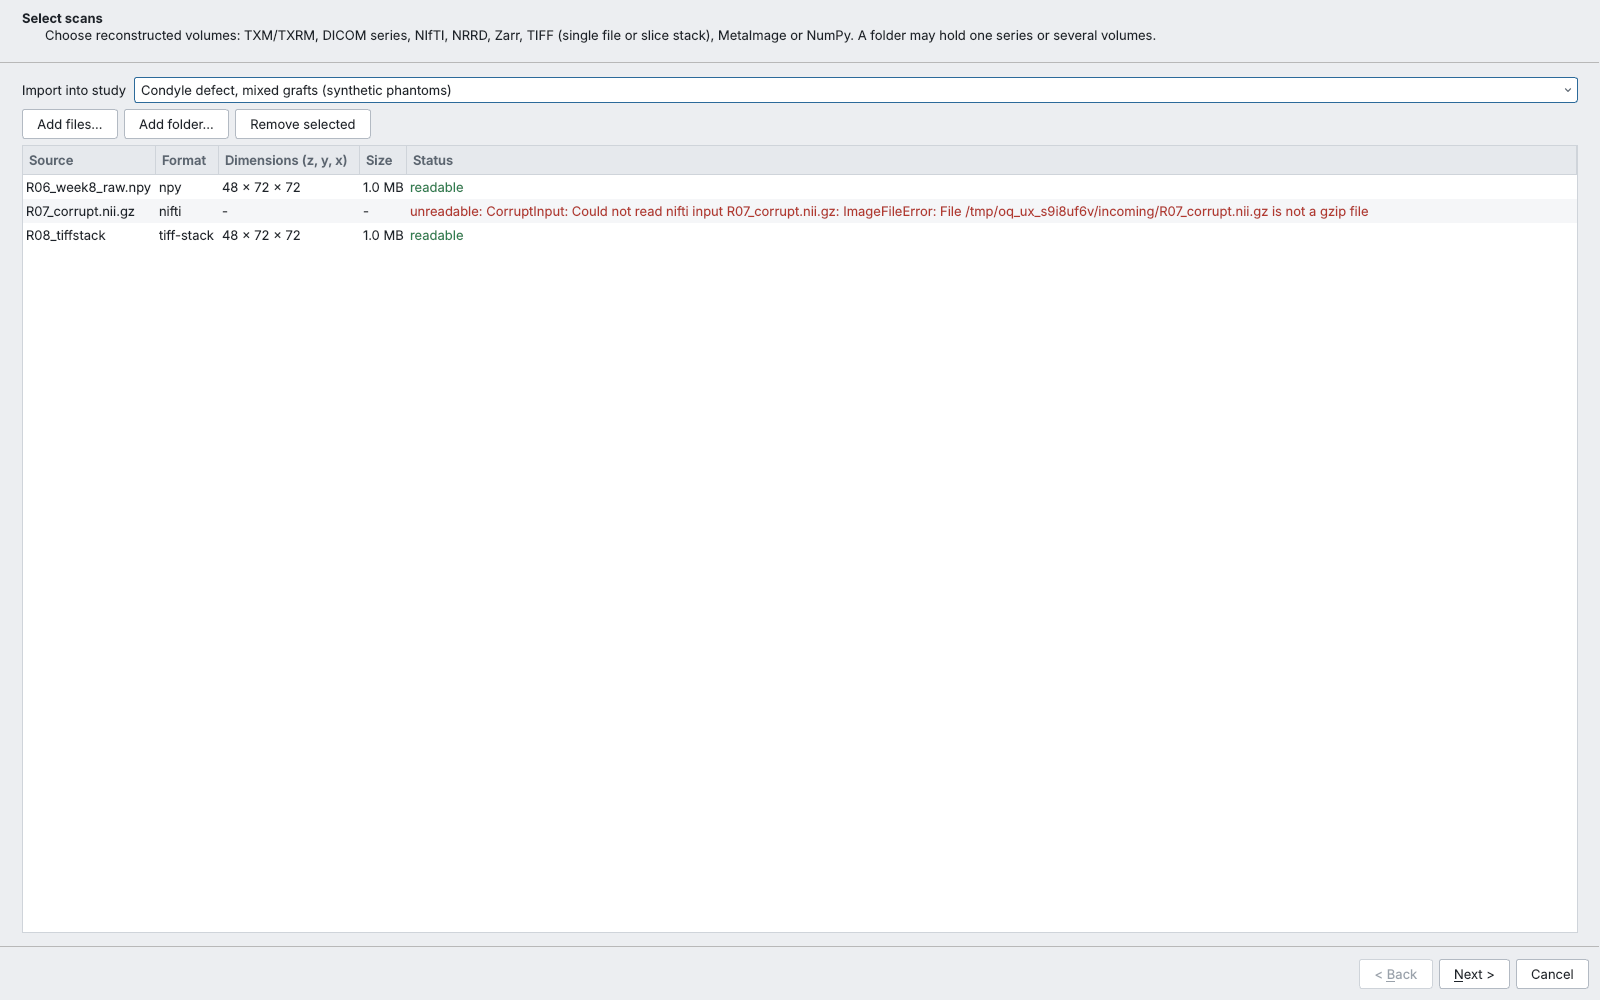 Select scans
Choose reconstructed volumes: TXM/TXRM, DICOM series, NIfTI, NRRD, Zarr, TIFF (single file or slice stack), MetaImage or NumPy. A folder may hold one series or several volumes.
Import into study Condyle defect, mixed grafts (synthetic phantoms)
Add files... Add folder... Remove selected
Source Format Dimensions (z, y, x) Size Status
R06_week8_raw.npy npy 48 × 72 × 72 1.0 MB readable
R07_corrupt.nii.gz nifti - - unreadable: CorruptInput: Could not read nifti input R07_corrupt.nii.gz: ImageFileError: File /tmp/oq_ux_s9i8uf6v/incoming/R07_corrupt.nii.gz is not a gzip file
R08_tiffstack tiff-stack 48 × 72 × 72 1.0 MB readable
< Back Next > Cancel